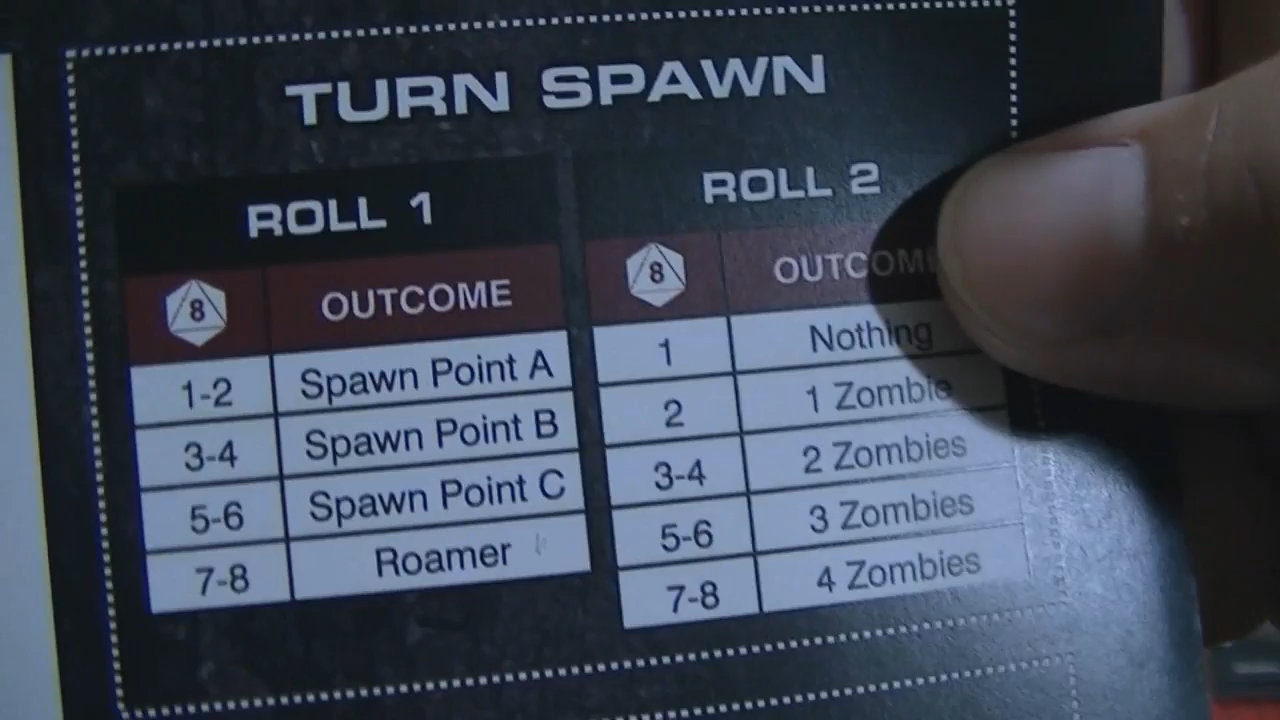 TURN SPAWN
ROLL 1
8 OUTCOME
1-2 Spawn Point A
3-4 Spawn Point B
5-6 Spawn Point C
7-8 Roamer
ROLL 2
8 OUTCOM
1 Nothing
2 1 Zombie
3-4 2 Zombies
5-6 3 Zombies
7-8 4 Zombies